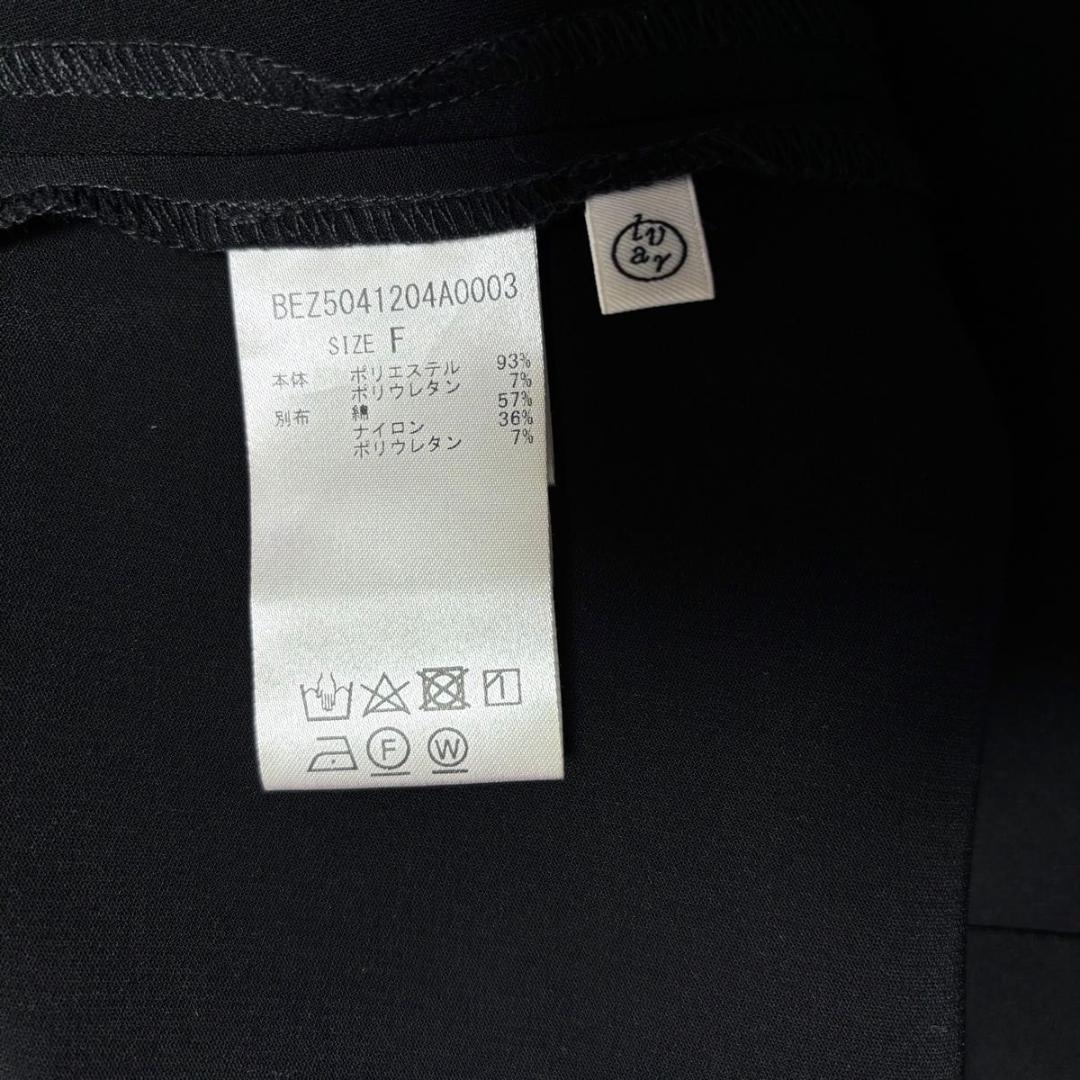 BEZ5041204A0003
SIZE F
本体 ポリエステル 93%
ポリウレタン 7%
別布 綿 57%
ナイロン 36%
ポリウレタン 7%
F W